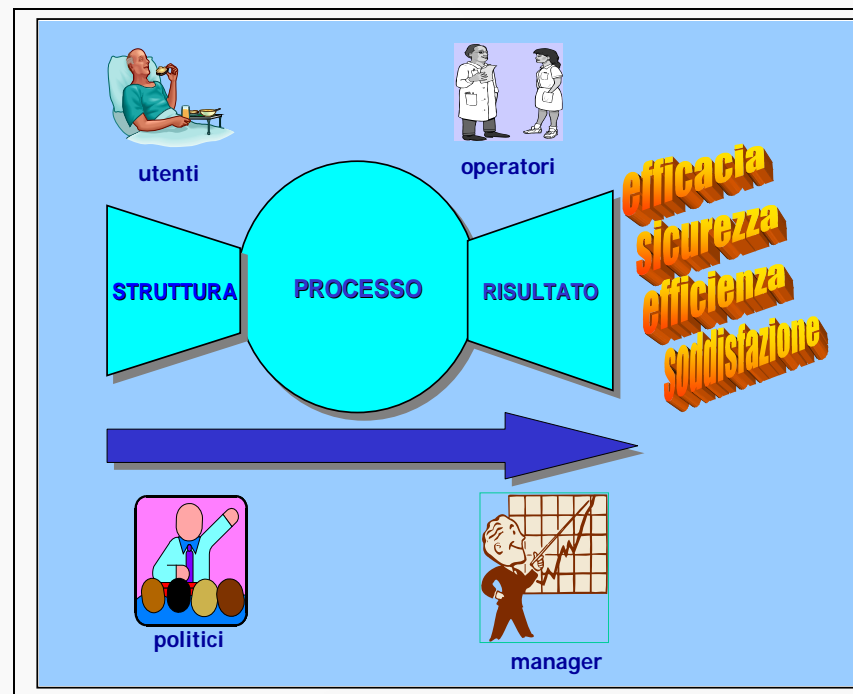 utenti
operatori
efficacia
sicurezza
efficienza
soddisfazione
STRUTTURA
PROCESSO
RISULTATO
politici
manager